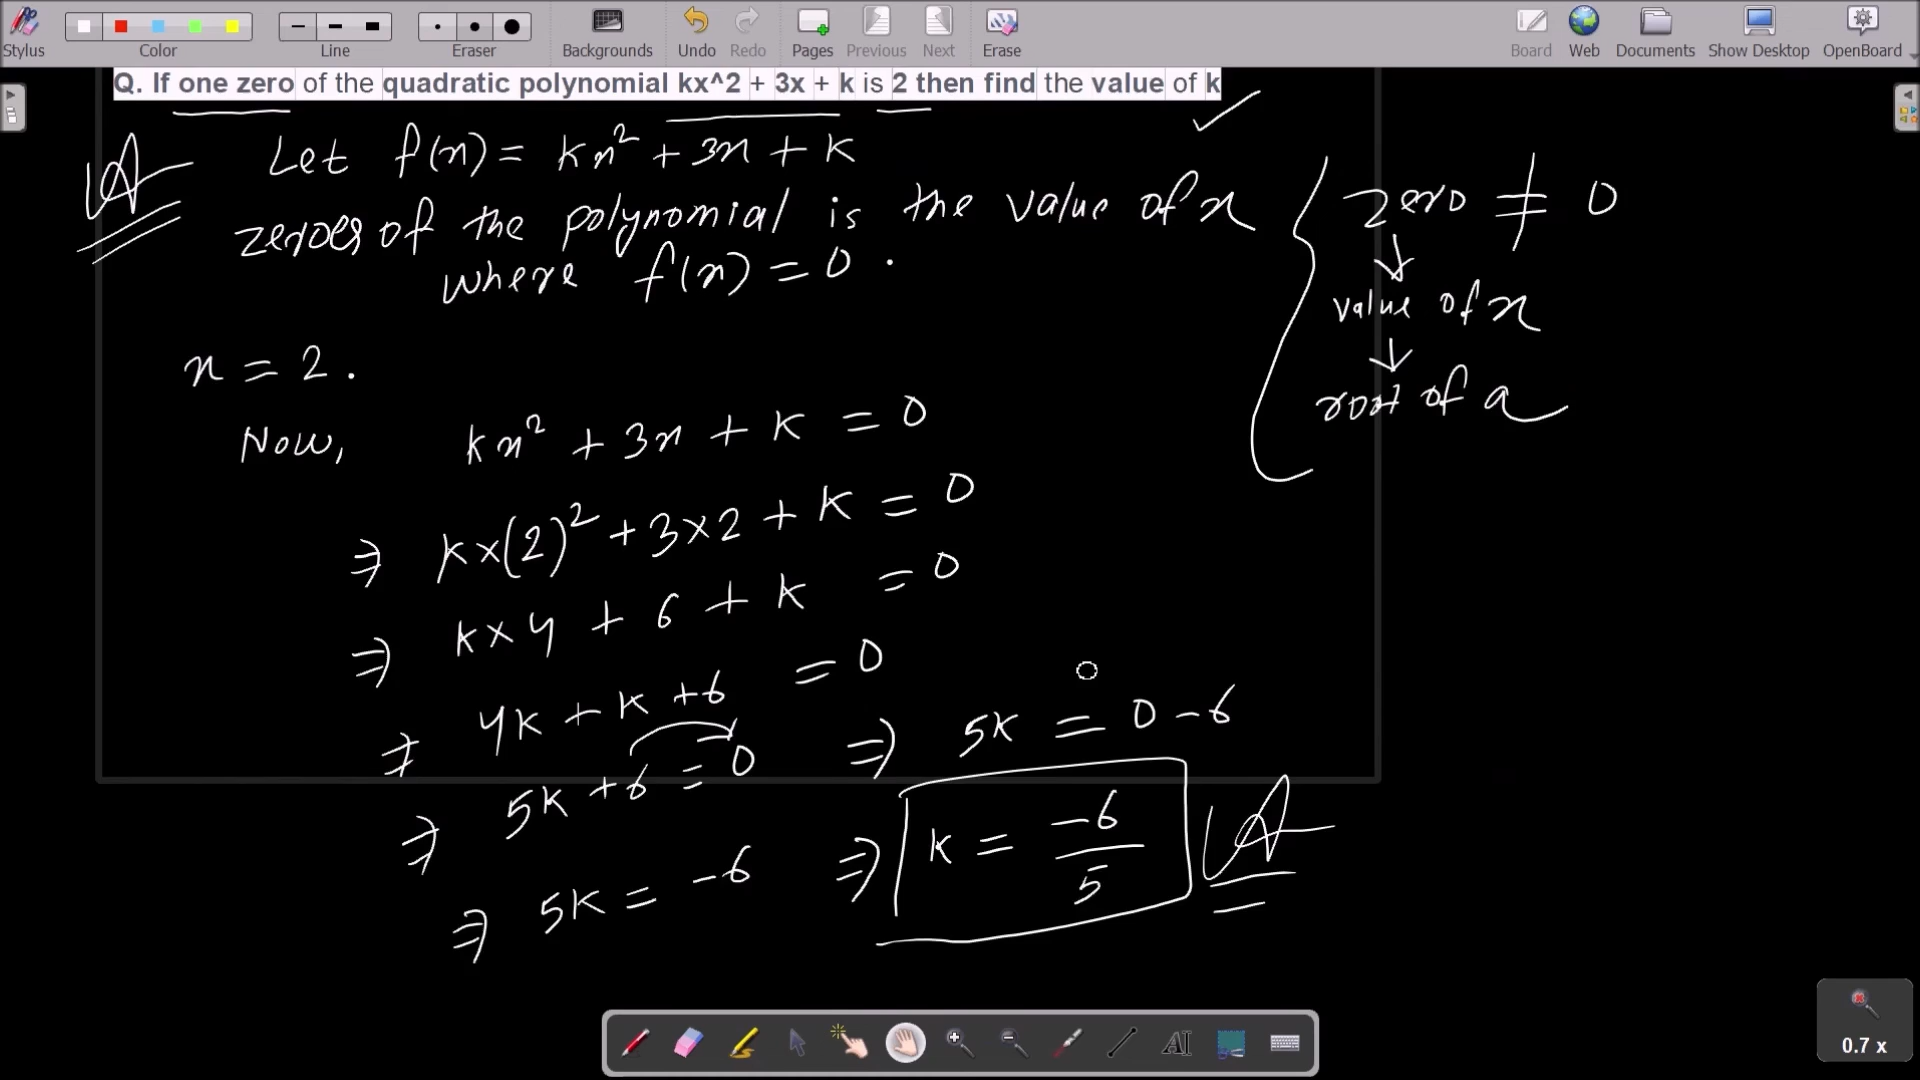 Stylus Color Line Eraser Backgrounds Undo Redo Pages Previous Next Erase Board Web Documents Show Desktop OpenBoard
Q. If one zero of the quadratic polynomial kx^2 + 3x + k is 2 then find the value of k
Let f(x) = kx² + 3x + k
zeroes of the polynomial is the value of x
where f(x) = 0 .
zero ≠ 0
↓
value of x
↓
root of a
x = 2 .
Now, kx² + 3x + k = 0
⇒ k×(2)² + 3×2 + k = 0
⇒ k×4 + 6 + k = 0
⇒ 4k + k + 6 = 0
⇒ 5k + 6 = 0 ⇒ 5k = 0 - 6
⇒ 5k = -6 ⇒ k = -6/5
AI
0.7 x